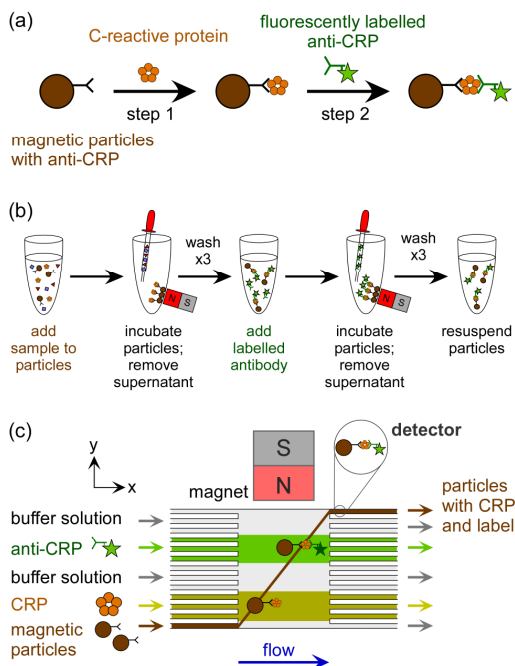 (a)
C-reactive protein
fluorescently labelled
anti-CRP
step 1
step 2
magnetic particles
with anti-CRP
(b)
wash
x3
wash
x3
N
S
N
S
add
sample to
particles
incubate
particles;
remove
supernatant
add
labelled
antibody
incubate
particles;
remove
supernatant
resuspend
particles
(c)
y
x
S
N
magnet
detector
particles
with CRP
and label
buffer solution
anti-CRP
buffer solution
CRP
magnetic
particles
flow